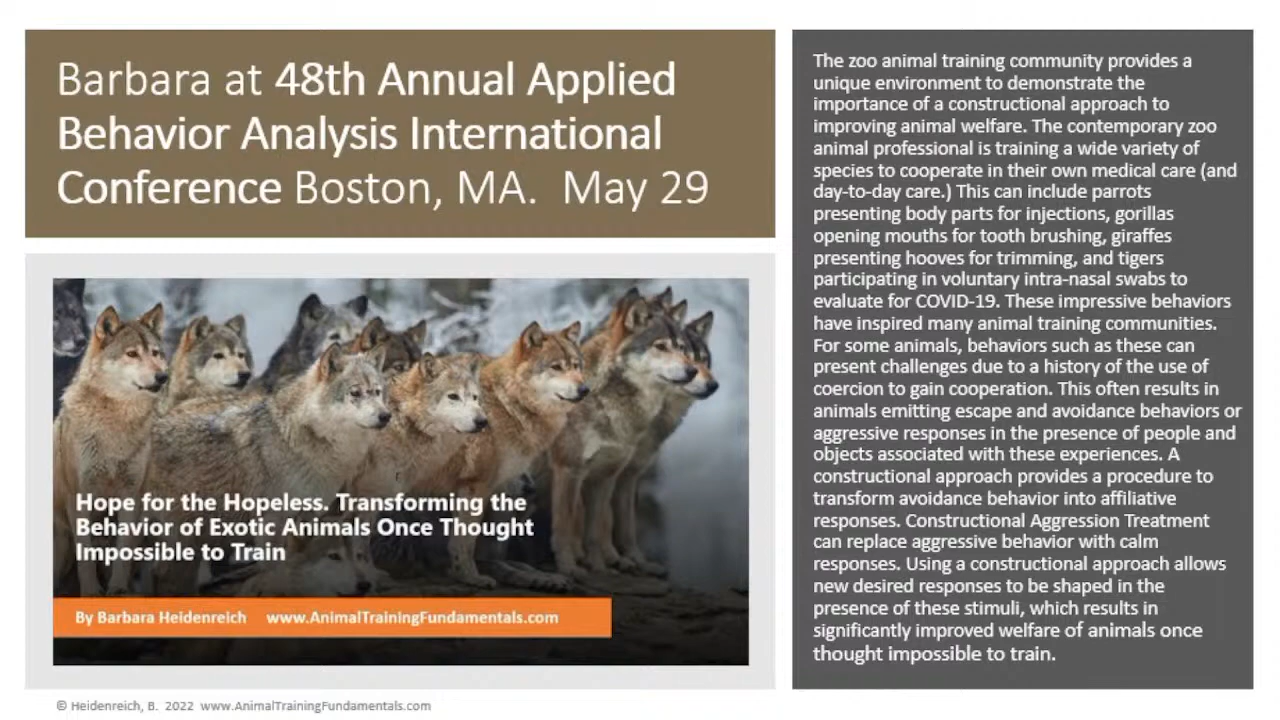 Barbara at 48th Annual Applied
Behavior Analysis International
Conference Boston, MA.  May 29
Hope for the Hopeless. Transforming the
Behavior of Exotic Animals Once Thought
Impossible to Train
By Barbara Heidenreich www.AnimalTrainingFundamentals.com
© Heidenreich, B. 2022 www.AnimalTrainingFundamentals.com
The zoo animal training community provides a
unique environment to demonstrate the
importance of a constructional approach to
improving animal welfare. The contemporary zoo
animal professional is training a wide variety of
species to cooperate in their own medical care (and
day-to-day care.) This can include parrots
presenting body parts for injections, gorillas
opening mouths for tooth brushing, giraffes
presenting hooves for trimming, and tigers
participating in voluntary intra-nasal swabs to
evaluate for COVID-19. These impressive behaviors
have inspired many animal training communities.
For some animals, behaviors such as these can
present challenges due to a history of the use of
coercion to gain cooperation. This often results in
animals emitting escape and avoidance behaviors or
aggressive responses in the presence of people and
objects associated with these experiences. A
constructional approach provides a procedure to
transform avoidance behavior into affiliative
responses. Constructional Aggression Treatment
can replace aggressive behavior with calm
responses. Using a constructional approach allows
new desired responses to be shaped in the
presence of these stimuli, which results in
significantly improved welfare of animals once
thought impossible to train.